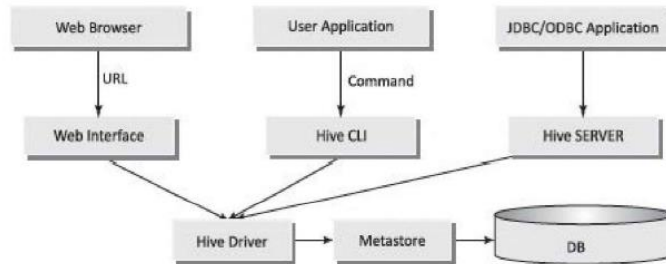 Web Browser
User Application
JDBC/ODBC Application
URL
Command
Web Interface
Hive CLI
Hive SERVER
Hive Driver
Metastore
DB